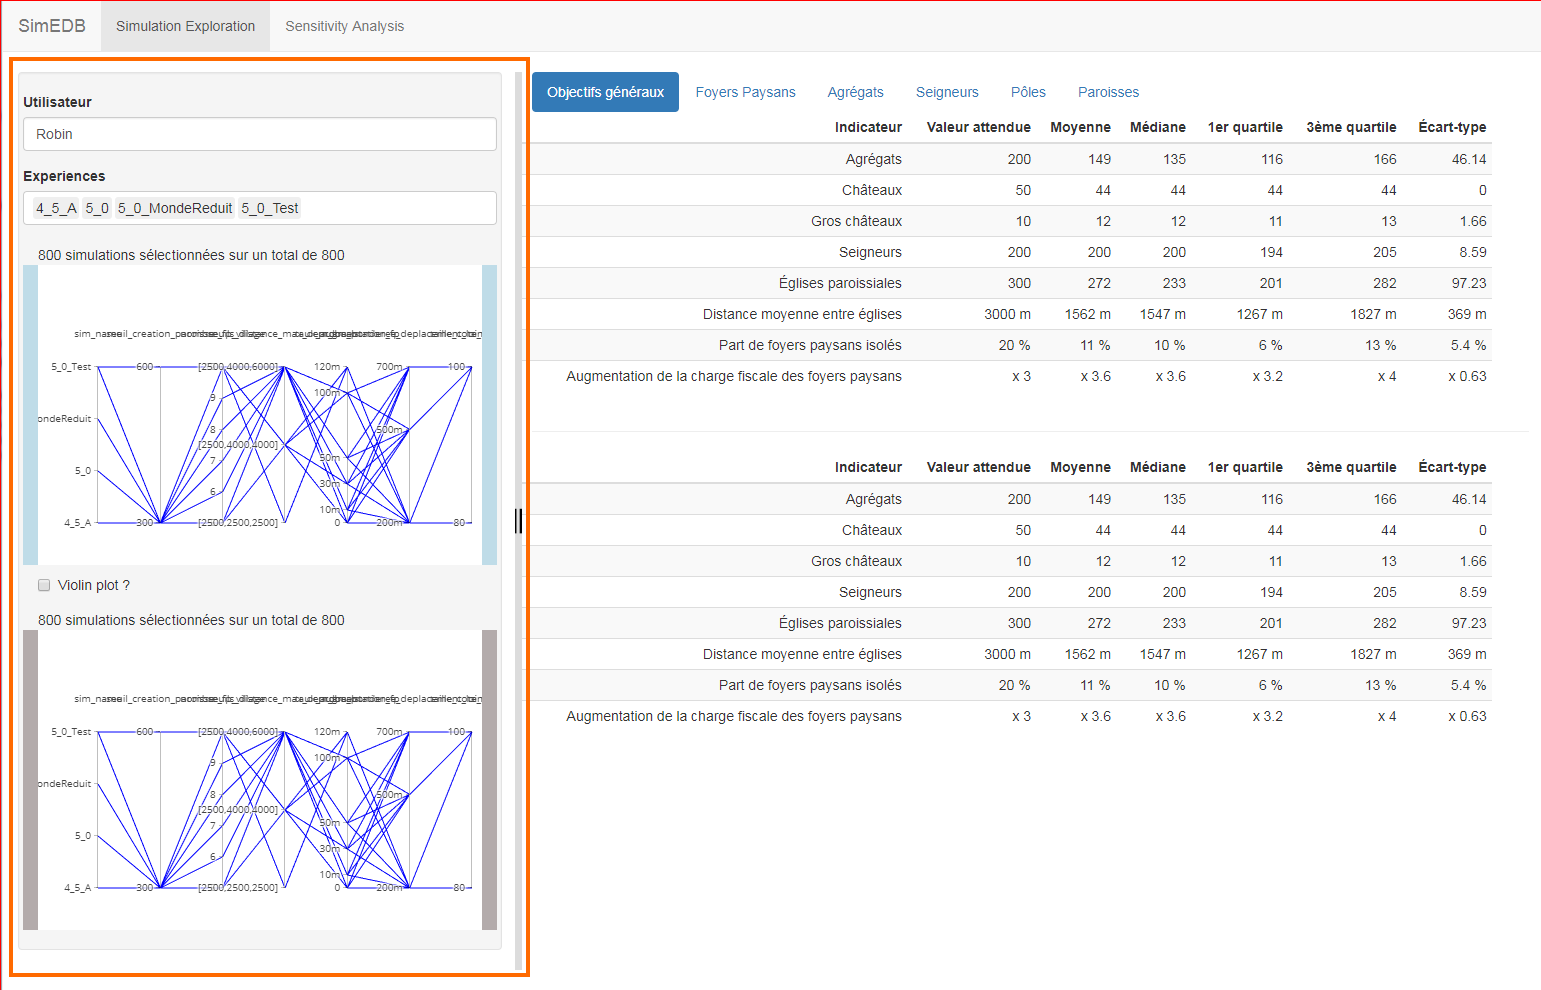 SimEDB Simulation Exploration Sensitivity Analysis
Utilisateur
Robin
Experiences
4_5_A 5_0 5_0_MondeReduit 5_0_Test
800 simulations sélectionnées sur un total de 800
5_0_Test 600 [2500,4000,6000] 120m 700m 100
9 100m
ondeReduit
8 500m
[2500,4000,4000]
7 50m
5_0
30m
6
10m
4_5_A 300 [2500,2500,2500] 0 200m 80
Violin plot ?
800 simulations sélectionnées sur un total de 800
5_0_Test 600 [2500,4000,6000] 120m 700m 100
9 100m
ondeReduit
8 500m
[2500,4000,4000]
7 50m
5_0
30m
6
10m
4_5_A 300 [2500,2500,2500] 0 200m 80
Objectifs généraux Foyers Paysans Agrégats Seigneurs Pôles Paroisses
Indicateur Valeur attendue Moyenne Médiane 1er quartile 3ème quartile Écart-type
Agrégats 200 149 135 116 166 46.14
Châteaux 50 44 44 44 44 0
Gros châteaux 10 12 12 11 13 1.66
Seigneurs 200 200 200 194 205 8.59
Églises paroissiales 300 272 233 201 282 97.23
Distance moyenne entre églises 3000 m 1562 m 1547 m 1267 m 1827 m 369 m
Part de foyers paysans isolés 20 % 11 % 10 % 6 % 13 % 5.4 %
Augmentation de la charge fiscale des foyers paysans x 3 x 3.6 x 3.6 x 3.2 x 4 x 0.63
Indicateur Valeur attendue Moyenne Médiane 1er quartile 3ème quartile Écart-type
Agrégats 200 149 135 116 166 46.14
Châteaux 50 44 44 44 44 0
Gros châteaux 10 12 12 11 13 1.66
Seigneurs 200 200 200 194 205 8.59
Églises paroissiales 300 272 233 201 282 97.23
Distance moyenne entre églises 3000 m 1562 m 1547 m 1267 m 1827 m 369 m
Part de foyers paysans isolés 20 % 11 % 10 % 6 % 13 % 5.4 %
Augmentation de la charge fiscale des foyers paysans x 3 x 3.6 x 3.6 x 3.2 x 4 x 0.63